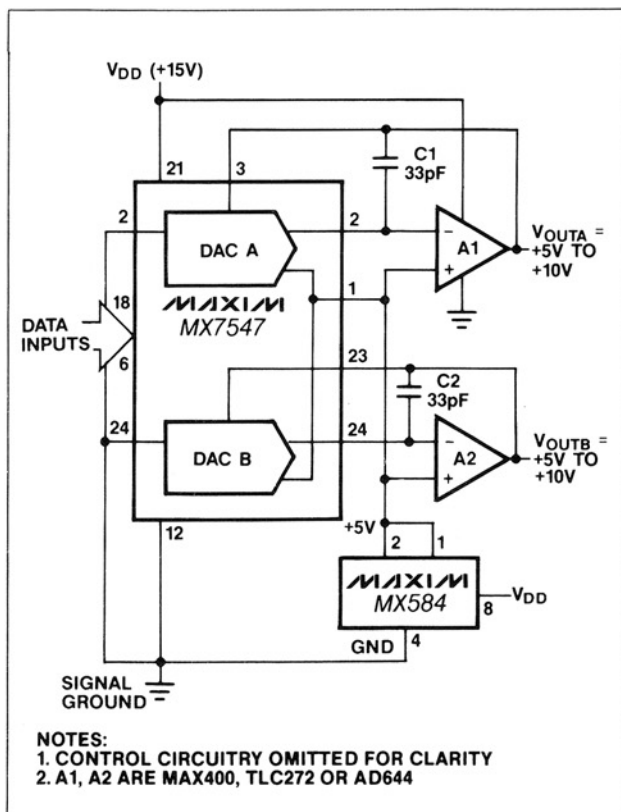 VDD (+15V)
21
3
C1
33pF
2
DAC A
2
A1
−
+
VOUTA =
+5V TO
+10V
1
MAXIM
MX7547
18
DATA
INPUTS
6
23
C2
33pF
24
DAC B
24
A2
−
+
VOUTB =
+5V TO
+10V
12
+5V
2
1
MAXIM
MX584
8
VDD
GND
4
SIGNAL
GROUND
NOTES:
1. CONTROL CIRCUITRY OMITTED FOR CLARITY
2. A1, A2 ARE MAX400, TLC272 OR AD644